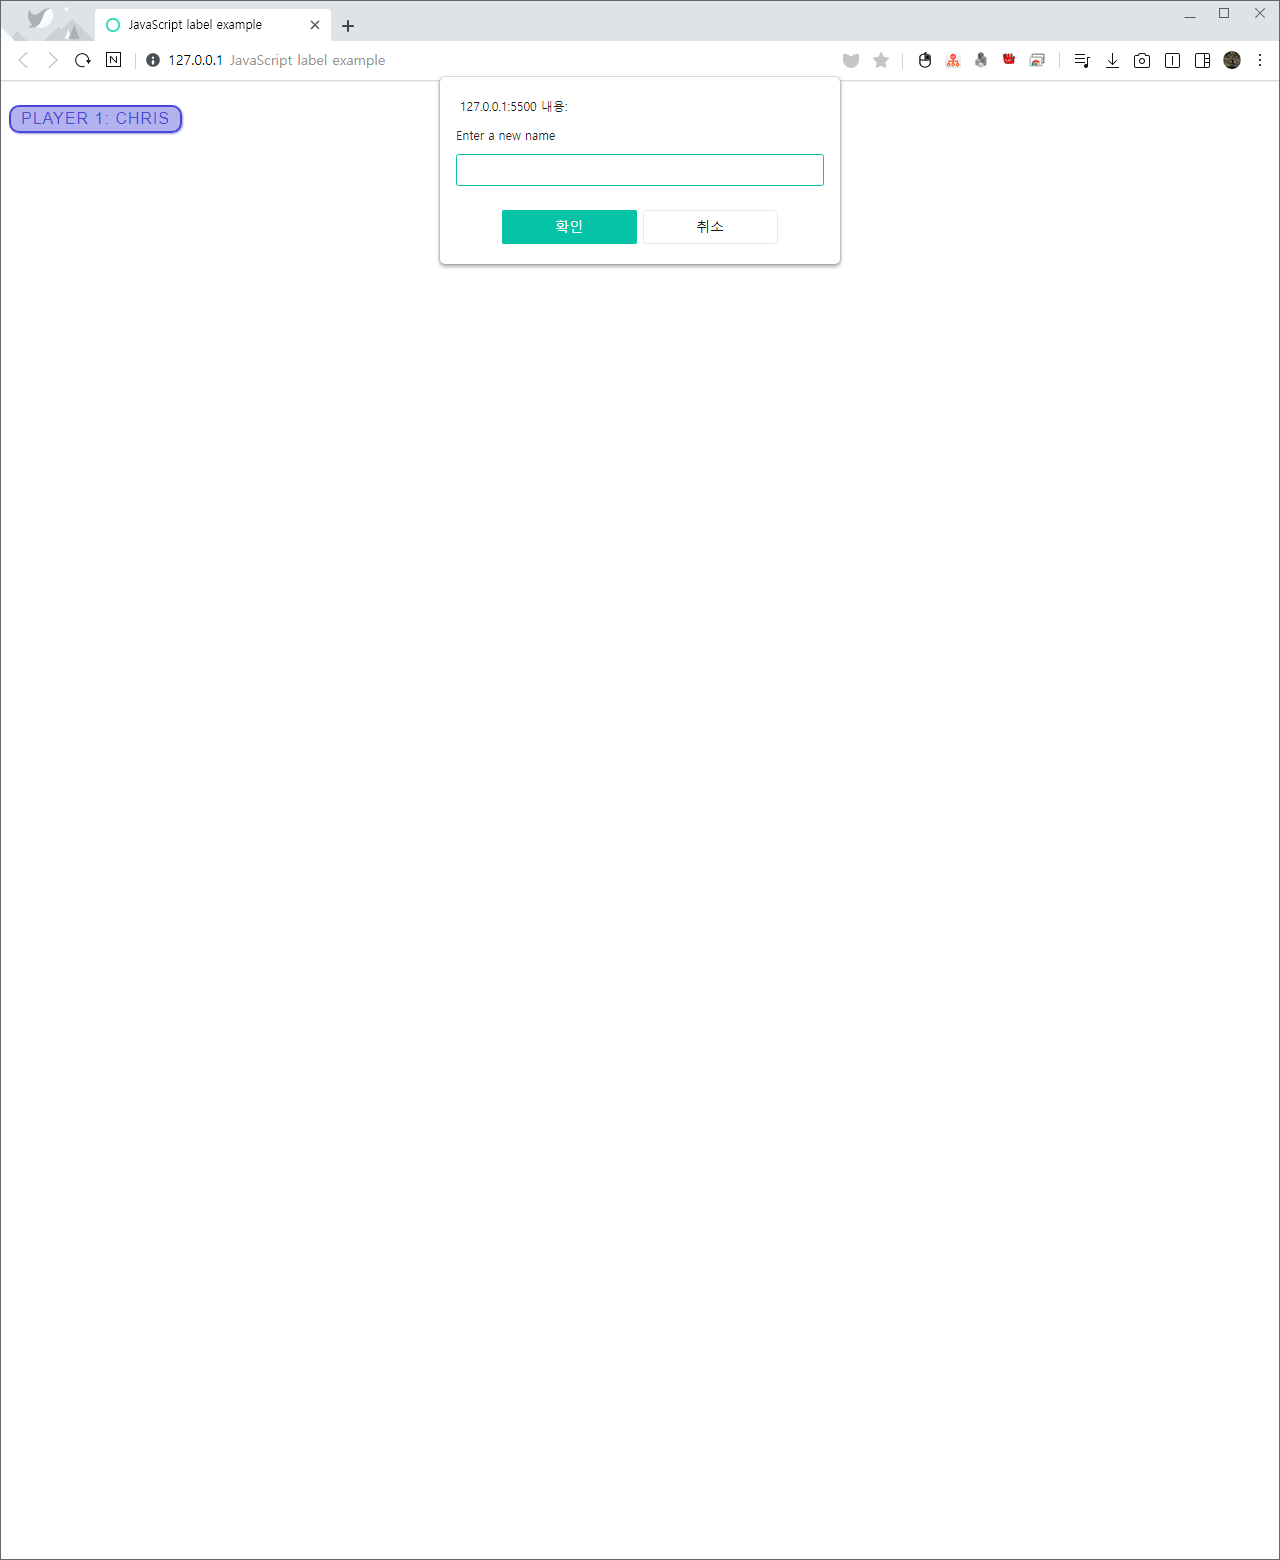 JavaScript label example
N
127.0.0.1 JavaScript label example
PLAYER 1: CHRIS
127.0.0.1:5500 내용:
Enter a new name
확인 취소